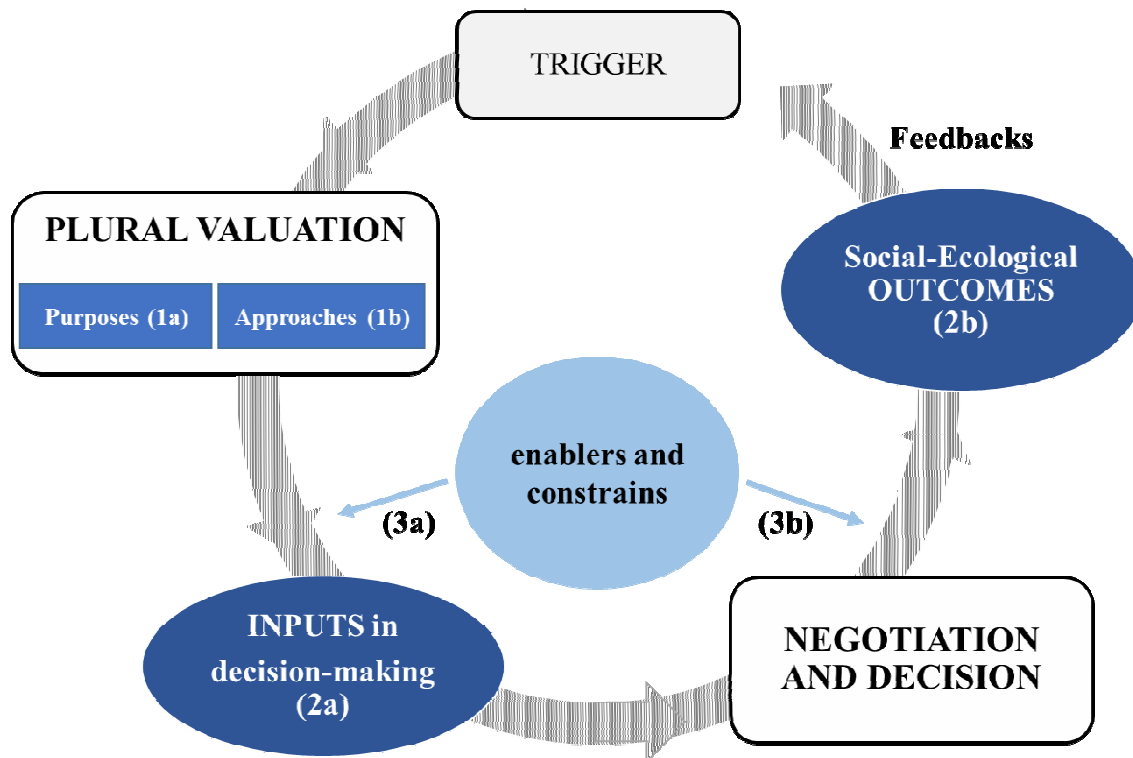 TRIGGER
Feedbacks
PLURAL VALUATION
Purposes (1a)
Approaches (1b)
Social-Ecological
OUTCOMES
(2b)
enablers and
constrains
(3a)
(3b)
INPUTS in
decision-making
(2a)
NEGOTIATION
AND DECISION